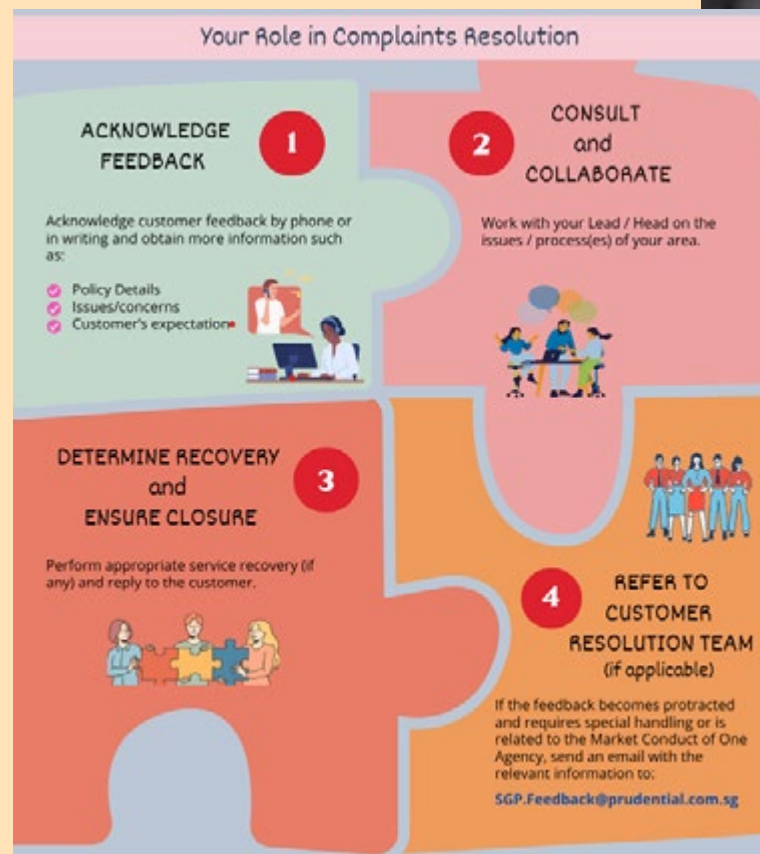 Your Role in Complaints Resolution
ACKNOWLEDGE
FEEDBACK
1
Acknowledge customer feedback by phone or
in writing and obtain more information such
as:
Policy Details
Issues/concerns
Customer's expectation
2
CONSULT
and
COLLABORATE
Work with your Lead / Head on the
issues / process(es) of your area.
DETERMINE RECOVERY
and
ENSURE CLOSURE
3
Perform appropriate service recovery (if
any) and reply to the customer.
4
REFER TO
CUSTOMER
RESOLUTION TEAM
(if applicable)
If the feedback becomes protracted
and requires special handling or is
related to the Market Conduct of One
Agency, send an email with the
relevant information to:
SGP.Feedback@prudential.com.sg